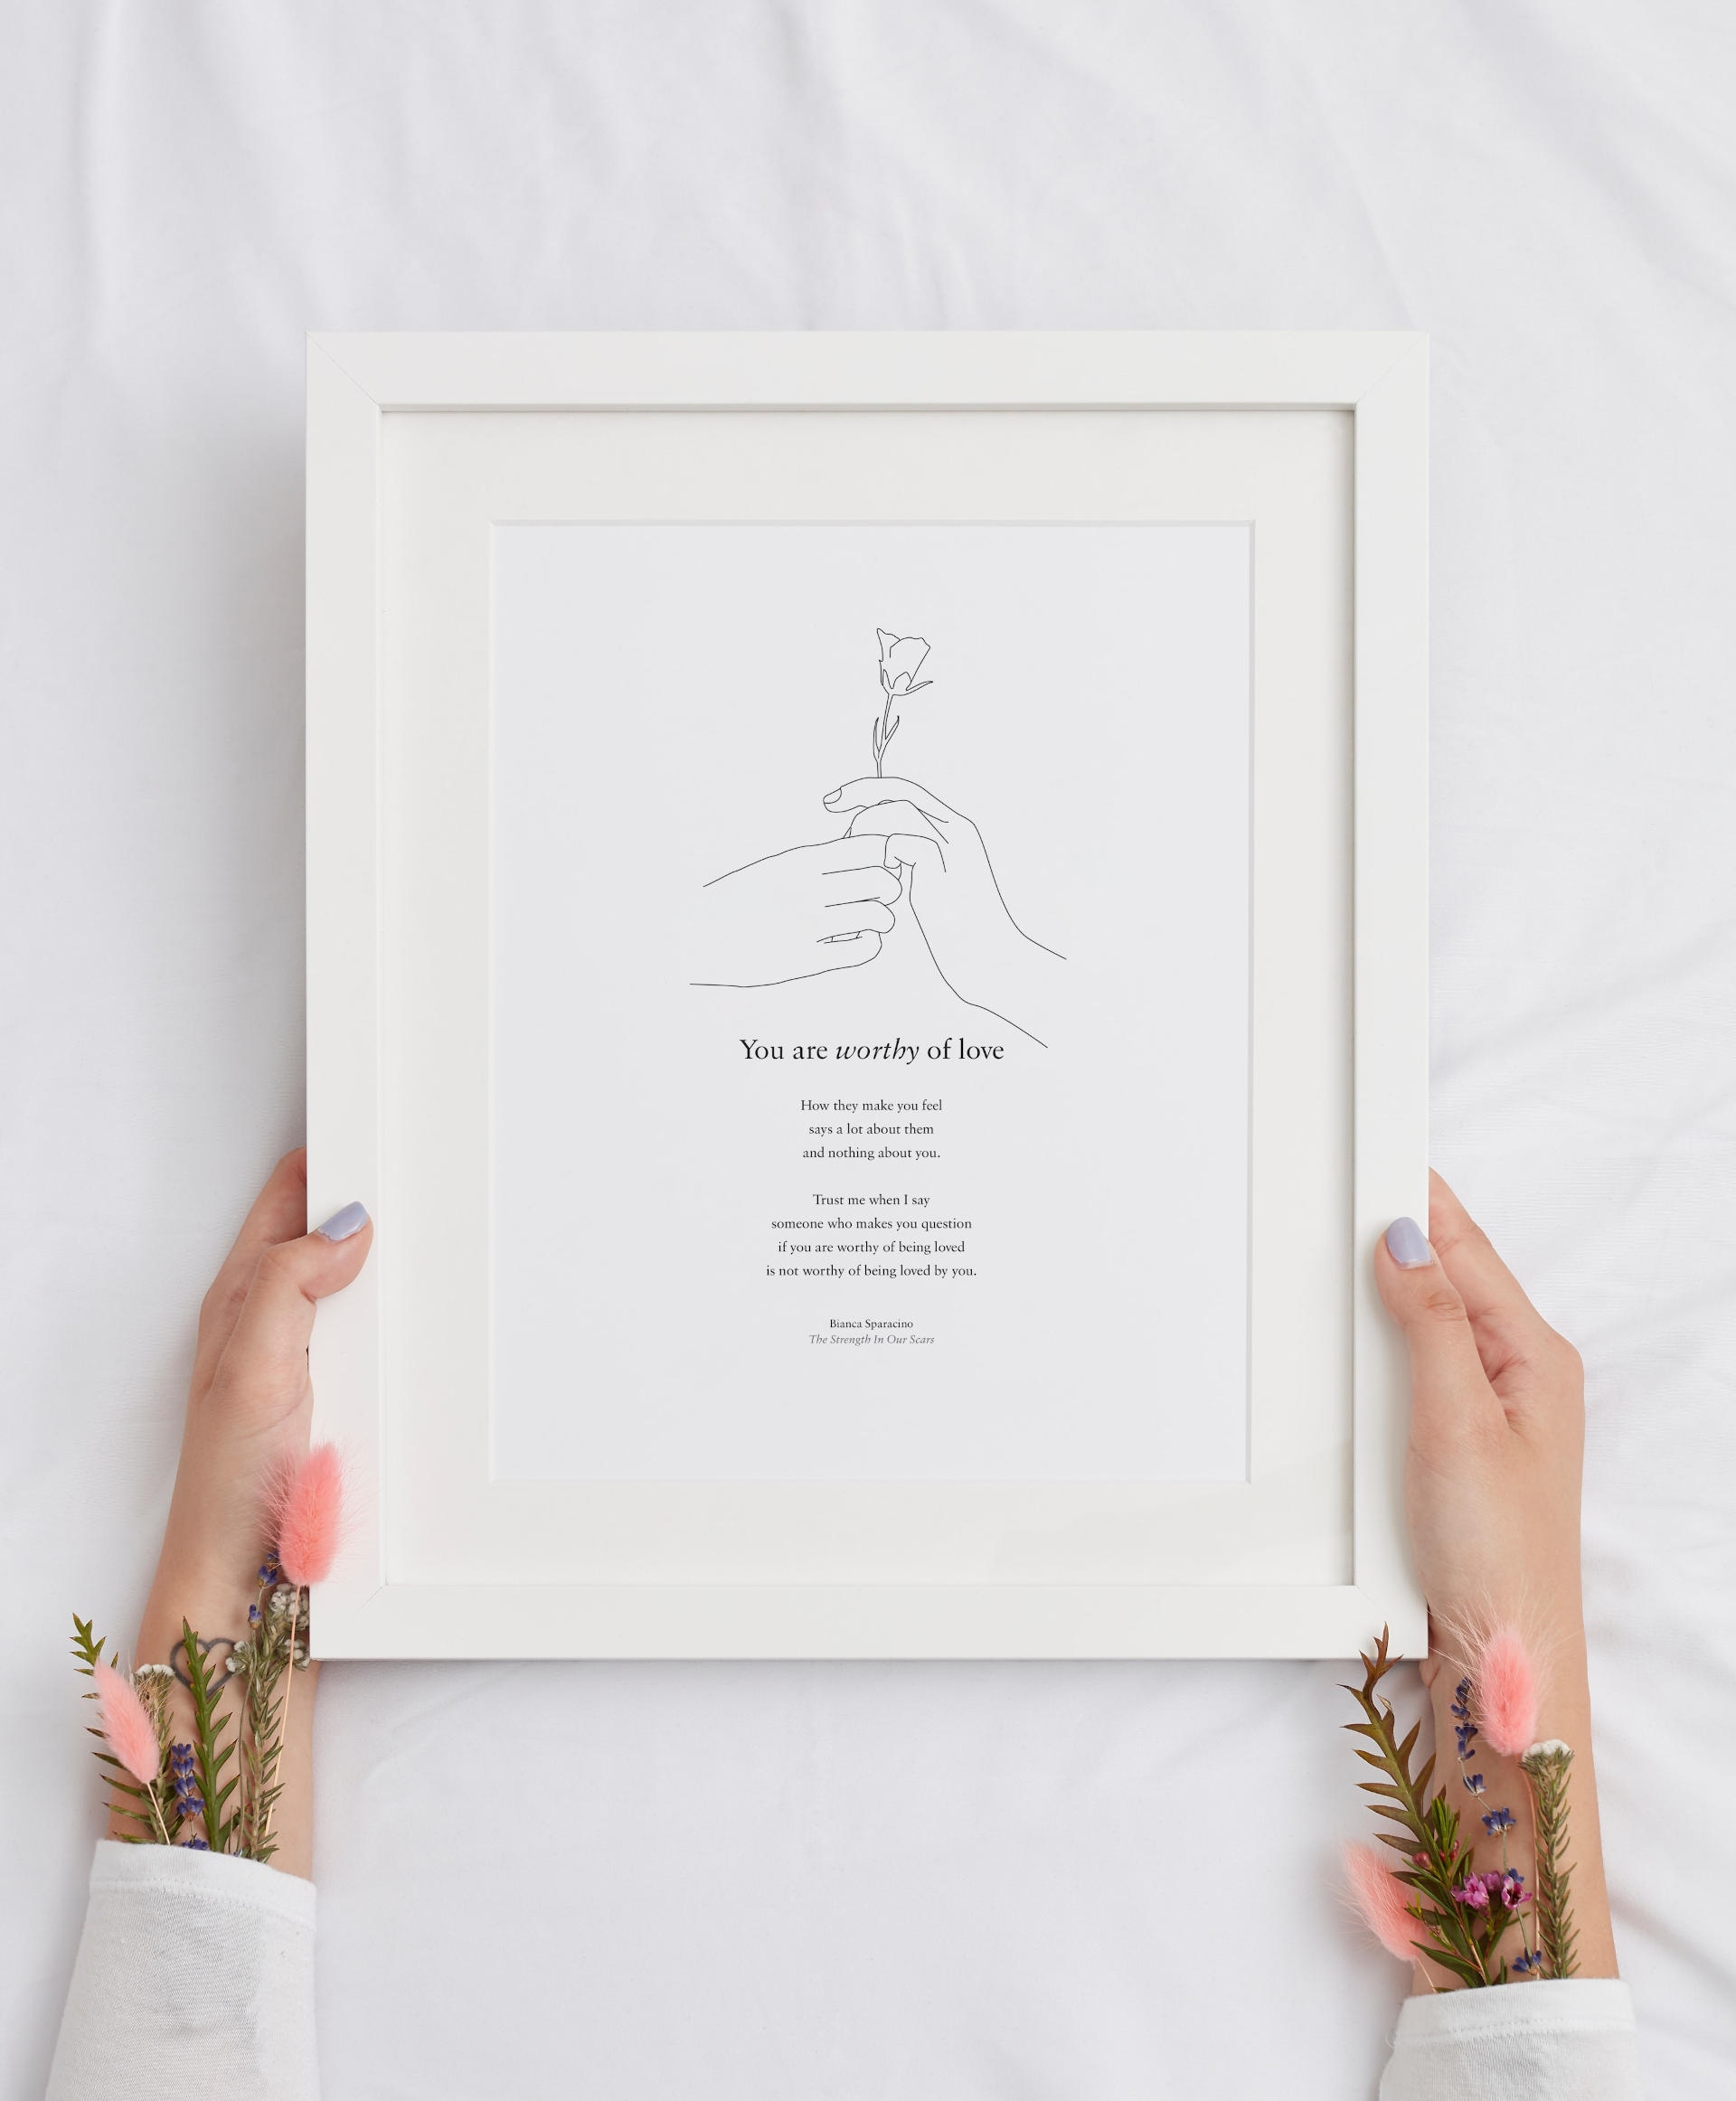 You are worthy of love
How they make you feel
says a lot about them
and nothing about you.
Trust me when I say
someone who makes you question
if you are worthy of being loved
is not worthy of being loved by you.
Bianca Sparacino
The Strength In Our Scars